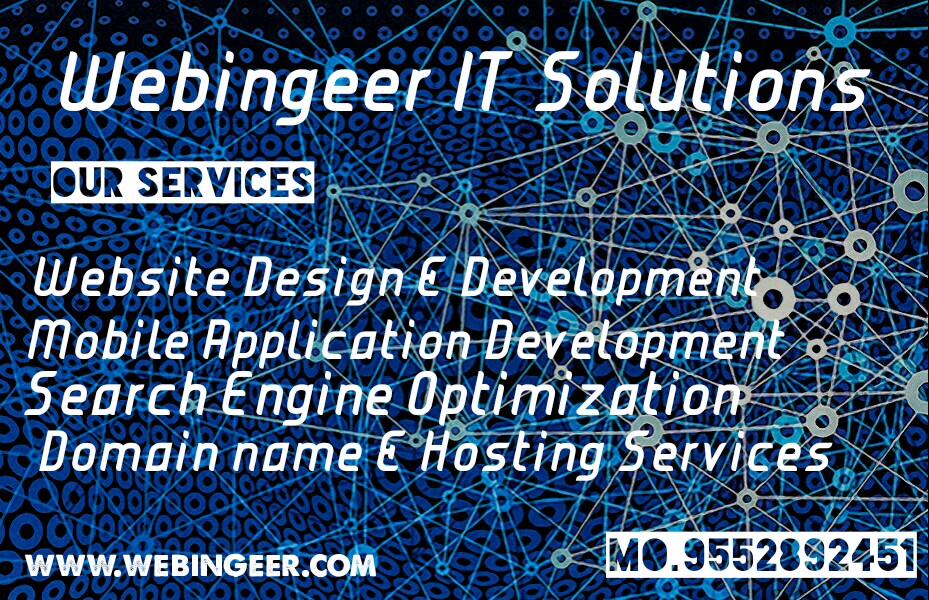 Webingeer IT Solutions
OUR SERVICES
Website Design & Development
Mobile Application Development
Search Engine Optimization
Domain name & Hosting Services
WWW.WEBINGEER.COM
MO.9552892451